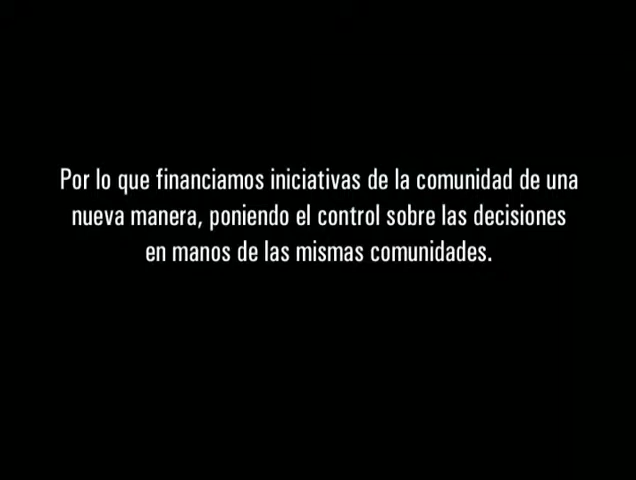 Por lo que financiamos iniciativas de la comunidad de una
nueva manera, poniendo el control sobre las decisiones
en manos de las mismas comunidades.